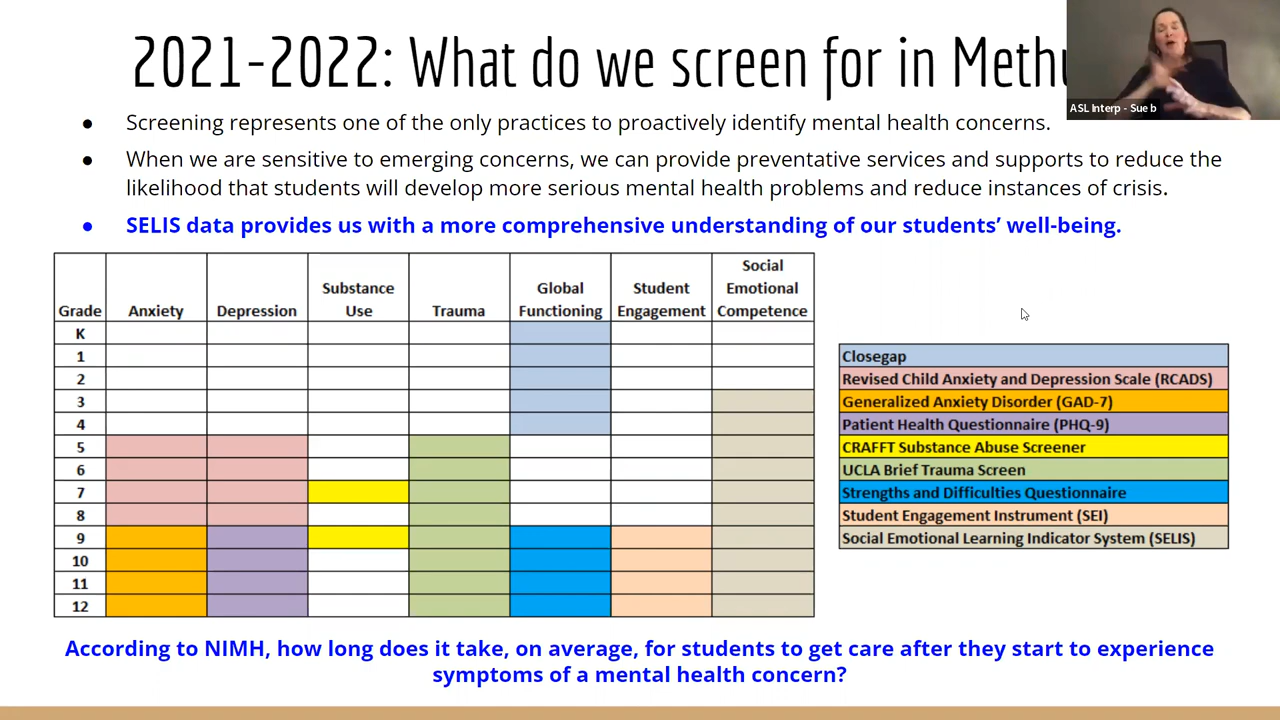 2021-2022: What do we screen for in
ASL Interp - Sue b
● Screening represents one of the only practices to proactively identify mental health concerns.
● When we are sensitive to emerging concerns, we can provide preventative services and supports to reduce the
likelihood that students will develop more serious mental health problems and reduce instances of crisis.
● SELIS data provides us with a more comprehensive understanding of our students’ well-being.
Grade Anxiety Depression Substance Use Trauma Global Functioning Student Engagement Social Emotional Competence
K
1
2
3
4
5
6
7
8
9
10
11
12
Closegap
Revised Child Anxiety and Depression Scale (RCADS)
Generalized Anxiety Disorder (GAD-7)
Patient Health Questionnaire (PHQ-9)
CRAFFT Substance Abuse Screener
UCLA Brief Trauma Screen
Strengths and Difficulties Questionnaire
Student Engagement Instrument (SEI)
Social Emotional Learning Indicator System (SELIS)
According to NIMH, how long does it take, on average, for students to get care after they start to experience
symptoms of a mental health concern?